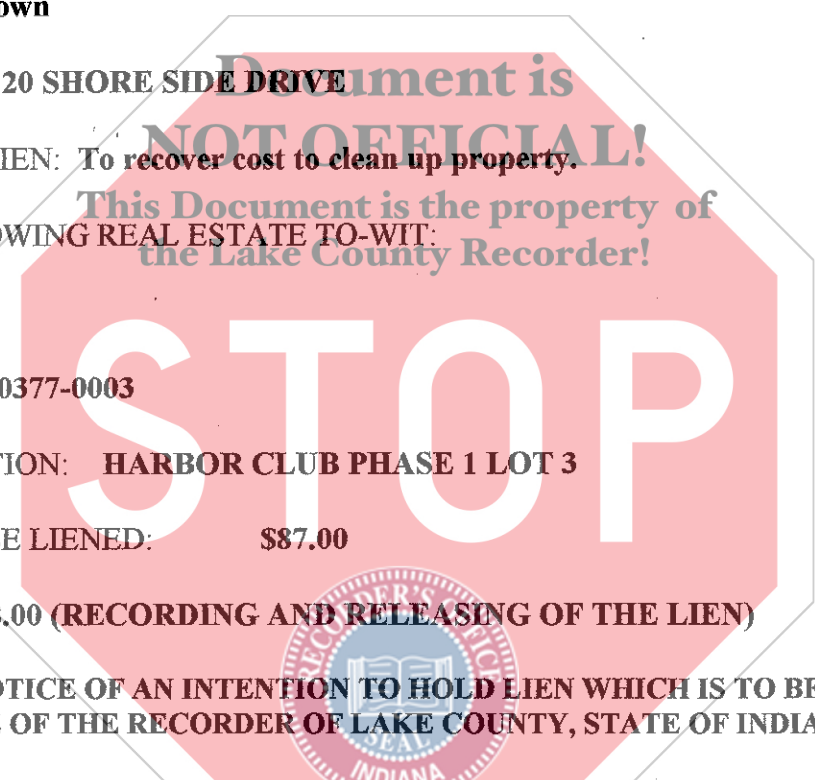 own
Document is
20 SHORE SIDE DRIVE
NOT OFFICIAL!
IEN: To recover cost to clean up property.
This Document is the property of
OWING REAL ESTATE TO-WIT:
the Lake County Recorder!
STOP
0377-0003
TION: HARBOR CLUB PHASE 1 LOT 3
E LIENED: $87.00
.00 (RECORDING AND RELEASING OF THE LIEN)
RECORDER'S OFFICE
SEAL
INDIANA
OTICE OF AN INTENTION TO HOLD LIEN WHICH IS TO BE
OF THE RECORDER OF LAKE COUNTY, STATE OF INDIA